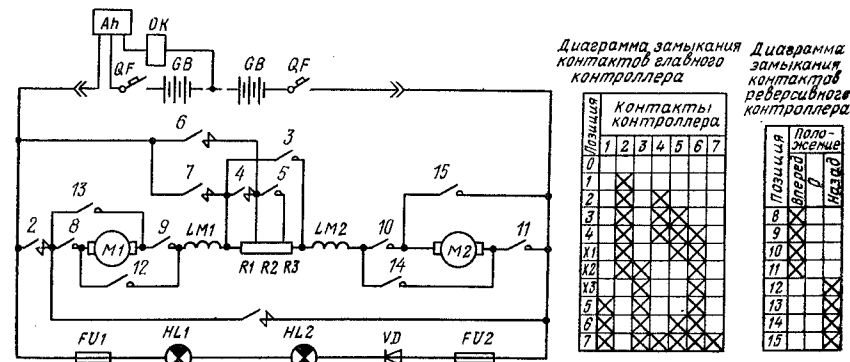 Ah
OK
QF
GB
GB
QF
6
3
7
4
5
15
13
2
8
9
LM1
LM2
10
11
M1
M2
12
R1 R2 R3
14
FU1
HL1
HL2
VD
FU2
Диаграмма замыкания
контактов главного
контроллера
Позиция
Контакты
контроллера
1 2 3 4 5 6 7
0
1
2
3
4
X1
X2
X3
5
6
7
Диаграмма
замыкания
контактов
реверсивного
контроллера
Позиция
Поло-
жение
Вперед
0
Назад
8
9
10
11
12
13
14
15